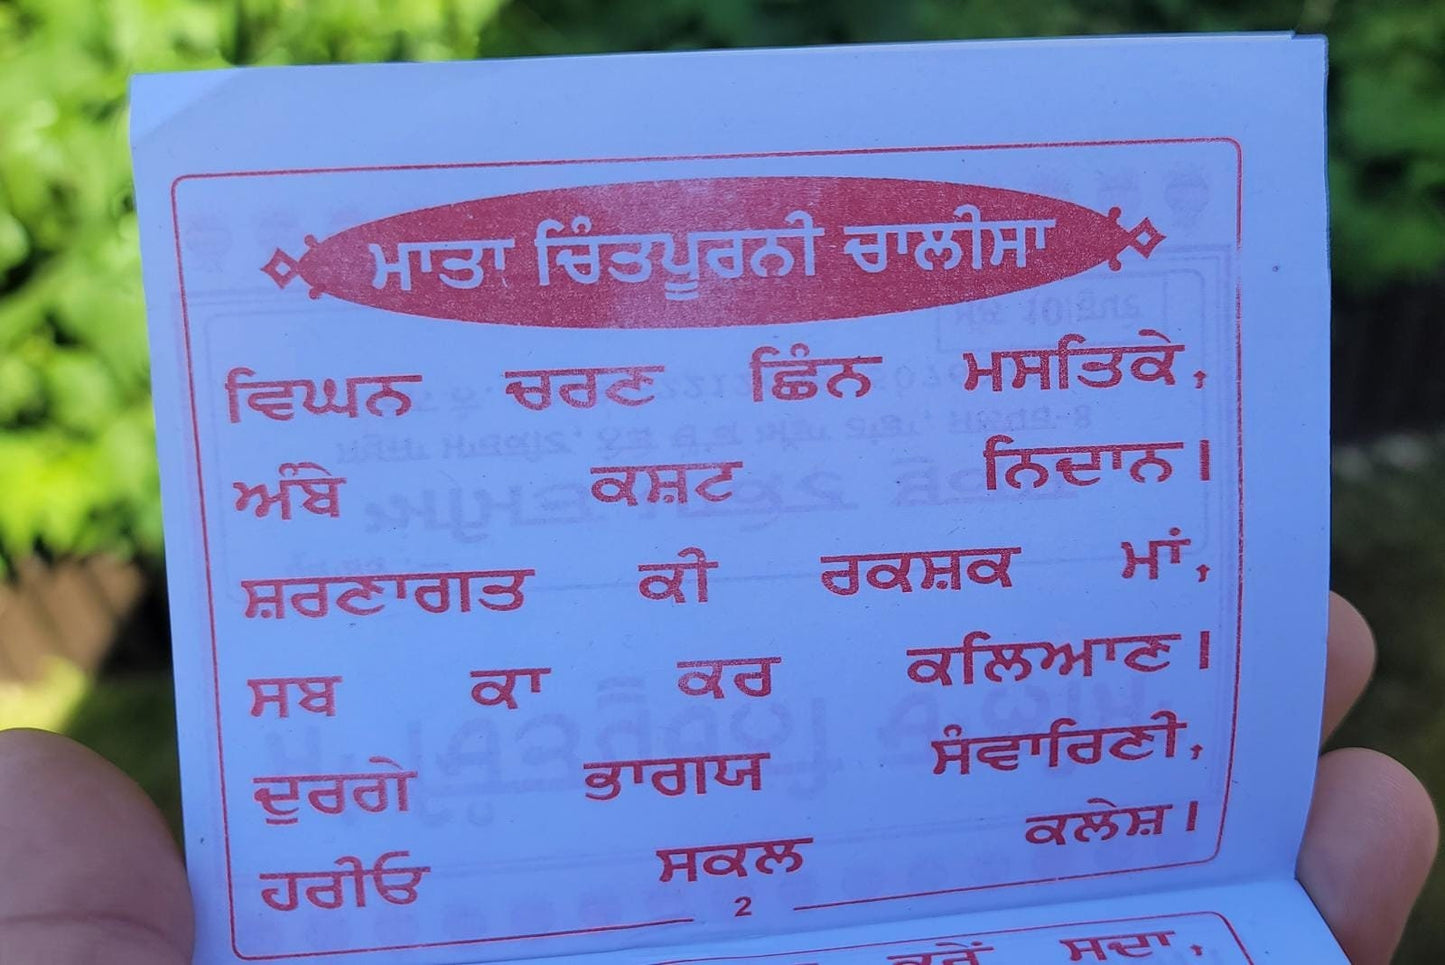 ਮਾਤਾ ਚਿੰਤਪੂਰਨੀ ਚਾਲੀਸਾ
ਵਿਘਨ ਚਰਣ ਛਿੰਨ ਮਸਤਿਕੇ,
ਅੰਬੇ ਕਸ਼ਟ ਨਿਦਾਨ।
ਸ਼ਰਣਾਗਤ ਕੀ ਰਕਸ਼ਕ ਮਾਂ,
ਸਬ ਕਾ ਕਰ ਕਲਿਆਣ।
ਦੁਰਗੇ ਭਾਗਯ ਸੰਵਾਰਿਣੀ,
ਹਰੀਓ ਸਕਲ ਕਲੇਸ਼।
2
ਸਦਾ,